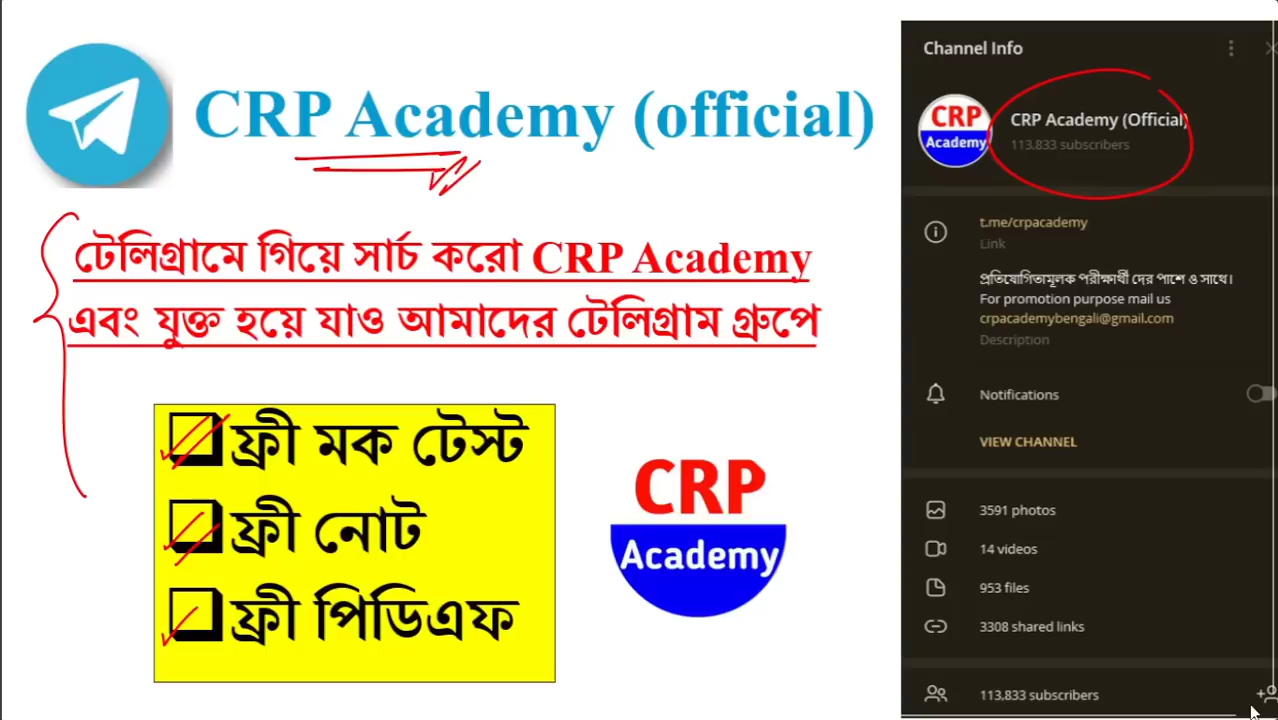 CRP Academy (official)
টেলিগ্রামে গিয়ে সার্চ করো CRP Academy
এবং যুক্ত হয়ে যাও আমাদের টেলিগ্রাম গ্রুপে
ফ্রী মক টেস্ট
ফ্রী নোট
ফ্রী পিডিএফ
CRP
Academy
Channel Info
CRP
Academy
CRP Academy (Official)
113,833 subscribers
t.me/crpacademy
Link
প্রতিযোগিতামূলক পরীক্ষার্থী দের পাশে ও সাথে।
For promotion purpose mail us
crpacademybengali@gmail.com
Description
Notifications
VIEW CHANNEL
3591 photos
14 videos
953 files
3308 shared links
113,833 subscribers